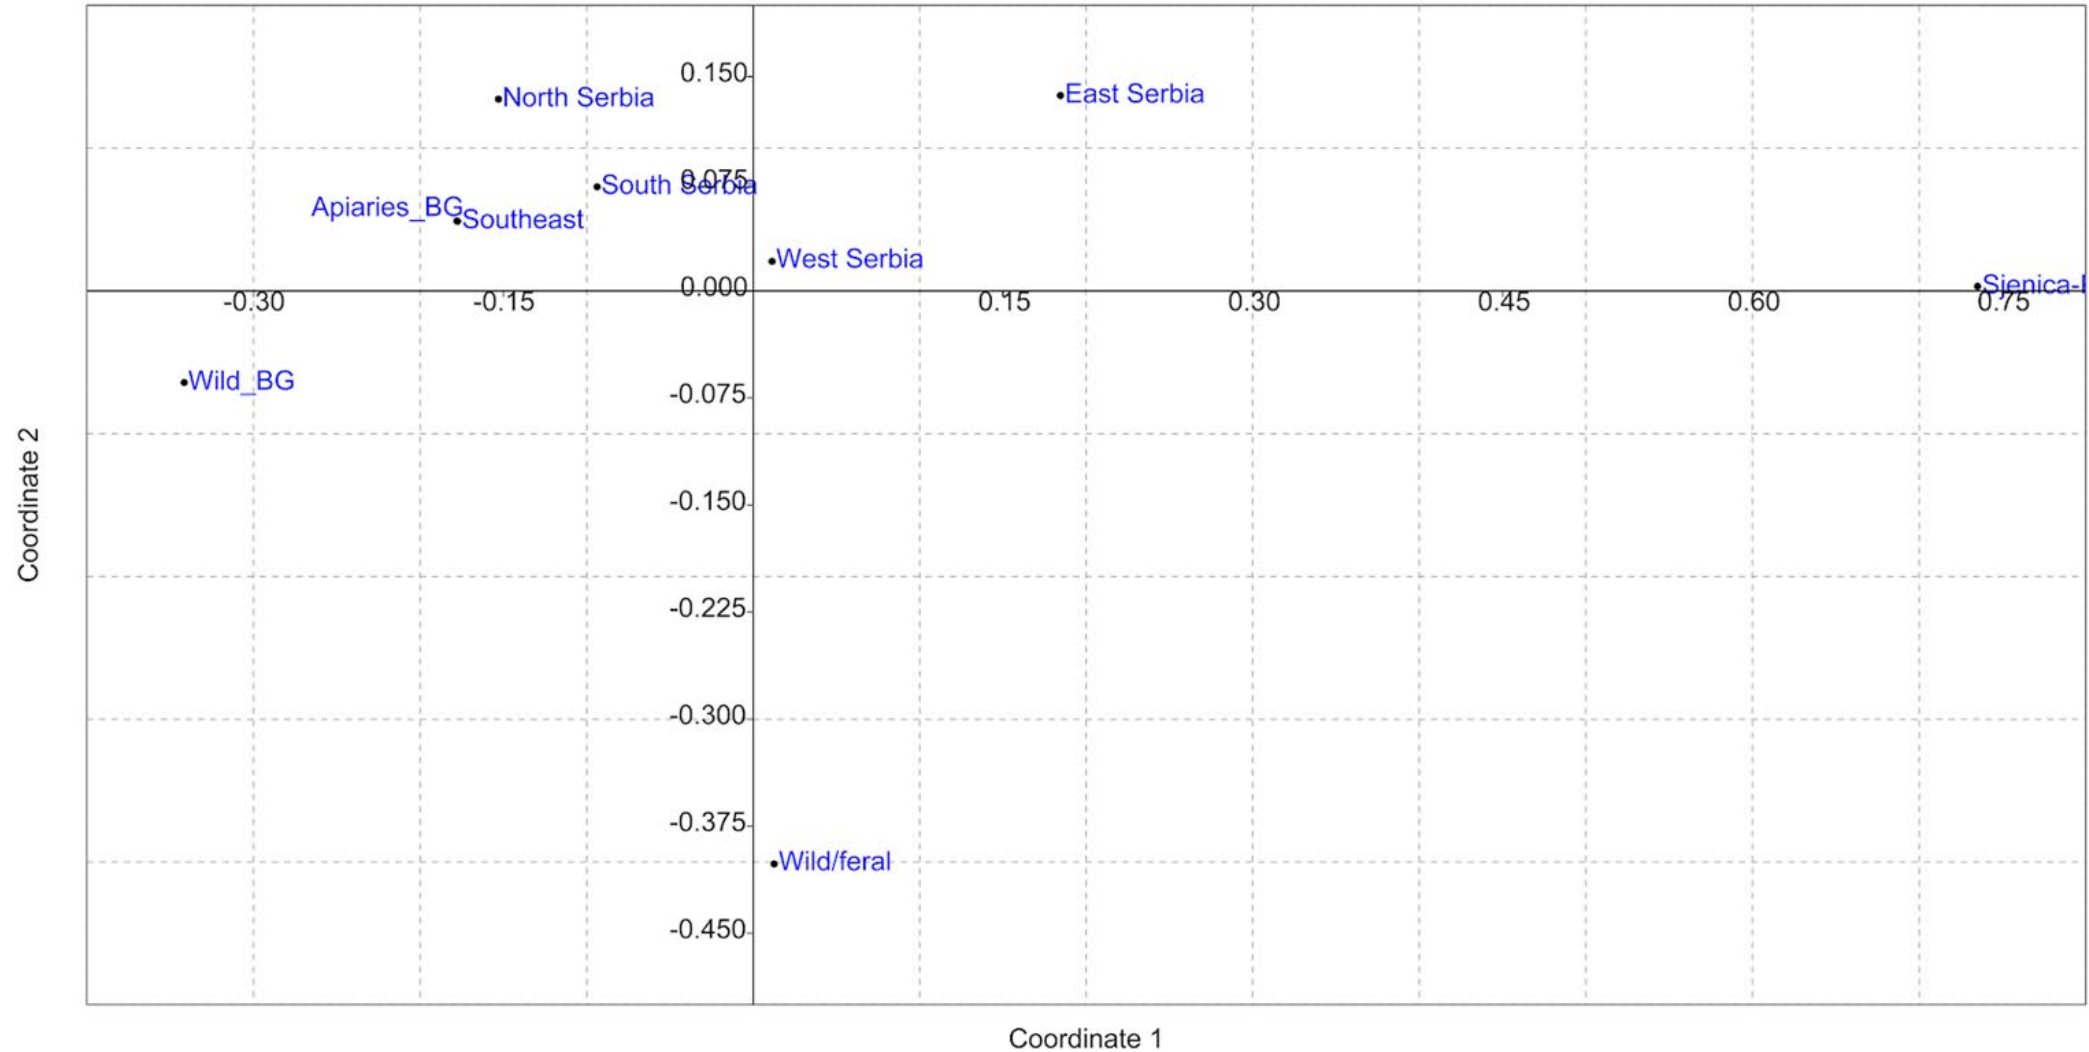 0.150
North Serbia
East Serbia
0.075
South Serbia
Apiaries_BG
Southeast
West Serbia
0.000
Sjenica-
-0.30
-0.15
0.15
0.30
0.45
0.60
0.75
Wild_BG
-0.075
Coordinate 2
-0.150
-0.225
-0.300
-0.375
Wild/feral
-0.450
Coordinate 1